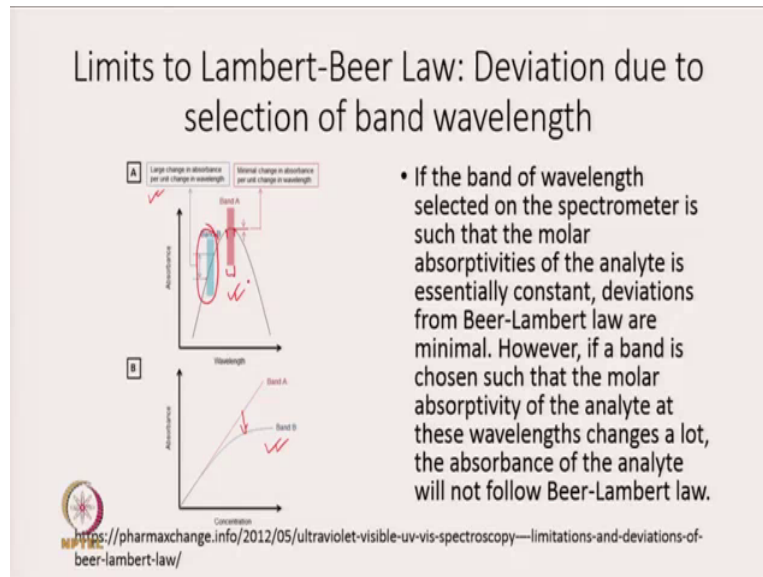 Limits to Lambert-Beer Law: Deviation due to
selection of band wavelength
A
Large change in absorbance
per unit change in wavelength
Minimal change in absorbance
per unit change in wavelength
Band A
Absorbance
Wavelength
B
Band A
Band B
Absorbance
Concentration
• If the band of wavelength
selected on the spectrometer is
such that the molar
absorptivities of the analyte is
essentially constant, deviations
from Beer-Lambert law are
minimal. However, if a band is
chosen such that the molar
absorptivity of the analyte at
these wavelengths changes a lot,
the absorbance of the analyte
will not follow Beer-Lambert law.
NPTEL
https://pharmaxchange.info/2012/05/ultraviolet-visible-uv-vis-spectroscopy—limitations-and-deviations-of-
beer-lambert-law/